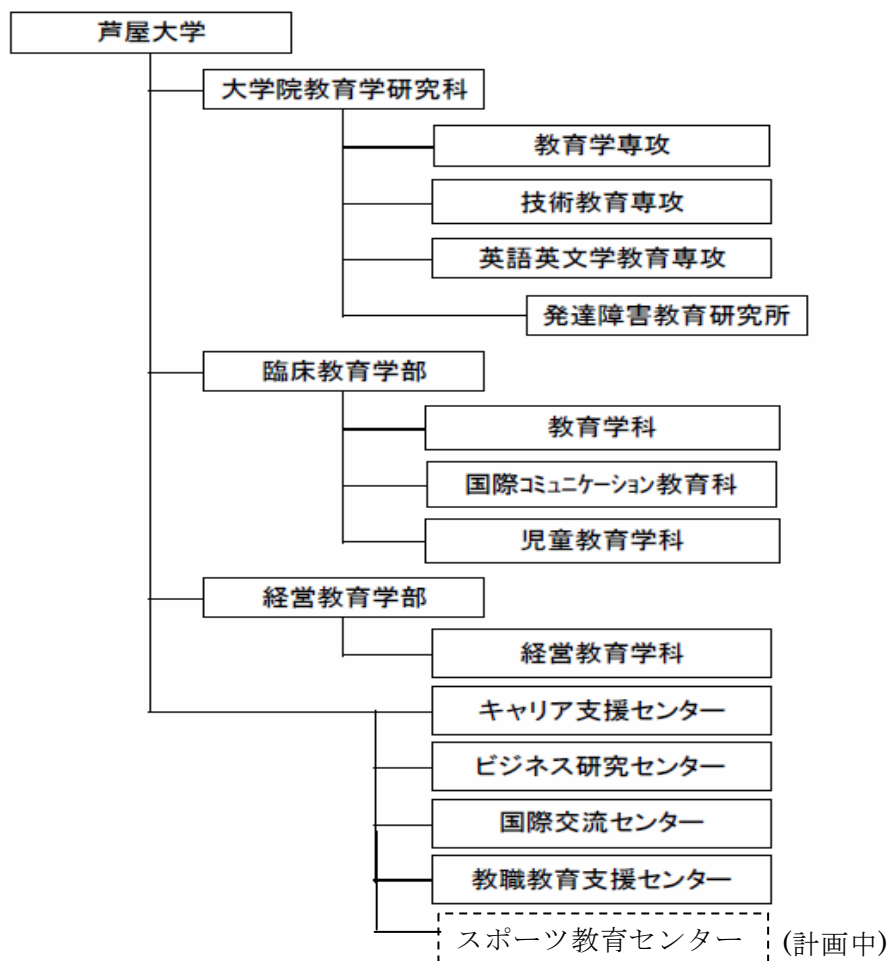 芦屋大学
大学院教育学研究科
教育学専攻
技術教育専攻
英語英文学教育専攻
発達障害教育研究所
臨床教育学部
教育学科
国際コミュニケーション教育科
児童教育学科
経営教育学部
経営教育学科
キャリア支援センター
ビジネス研究センター
国際交流センター
教職教育支援センター
スポーツ教育センター (計画中)